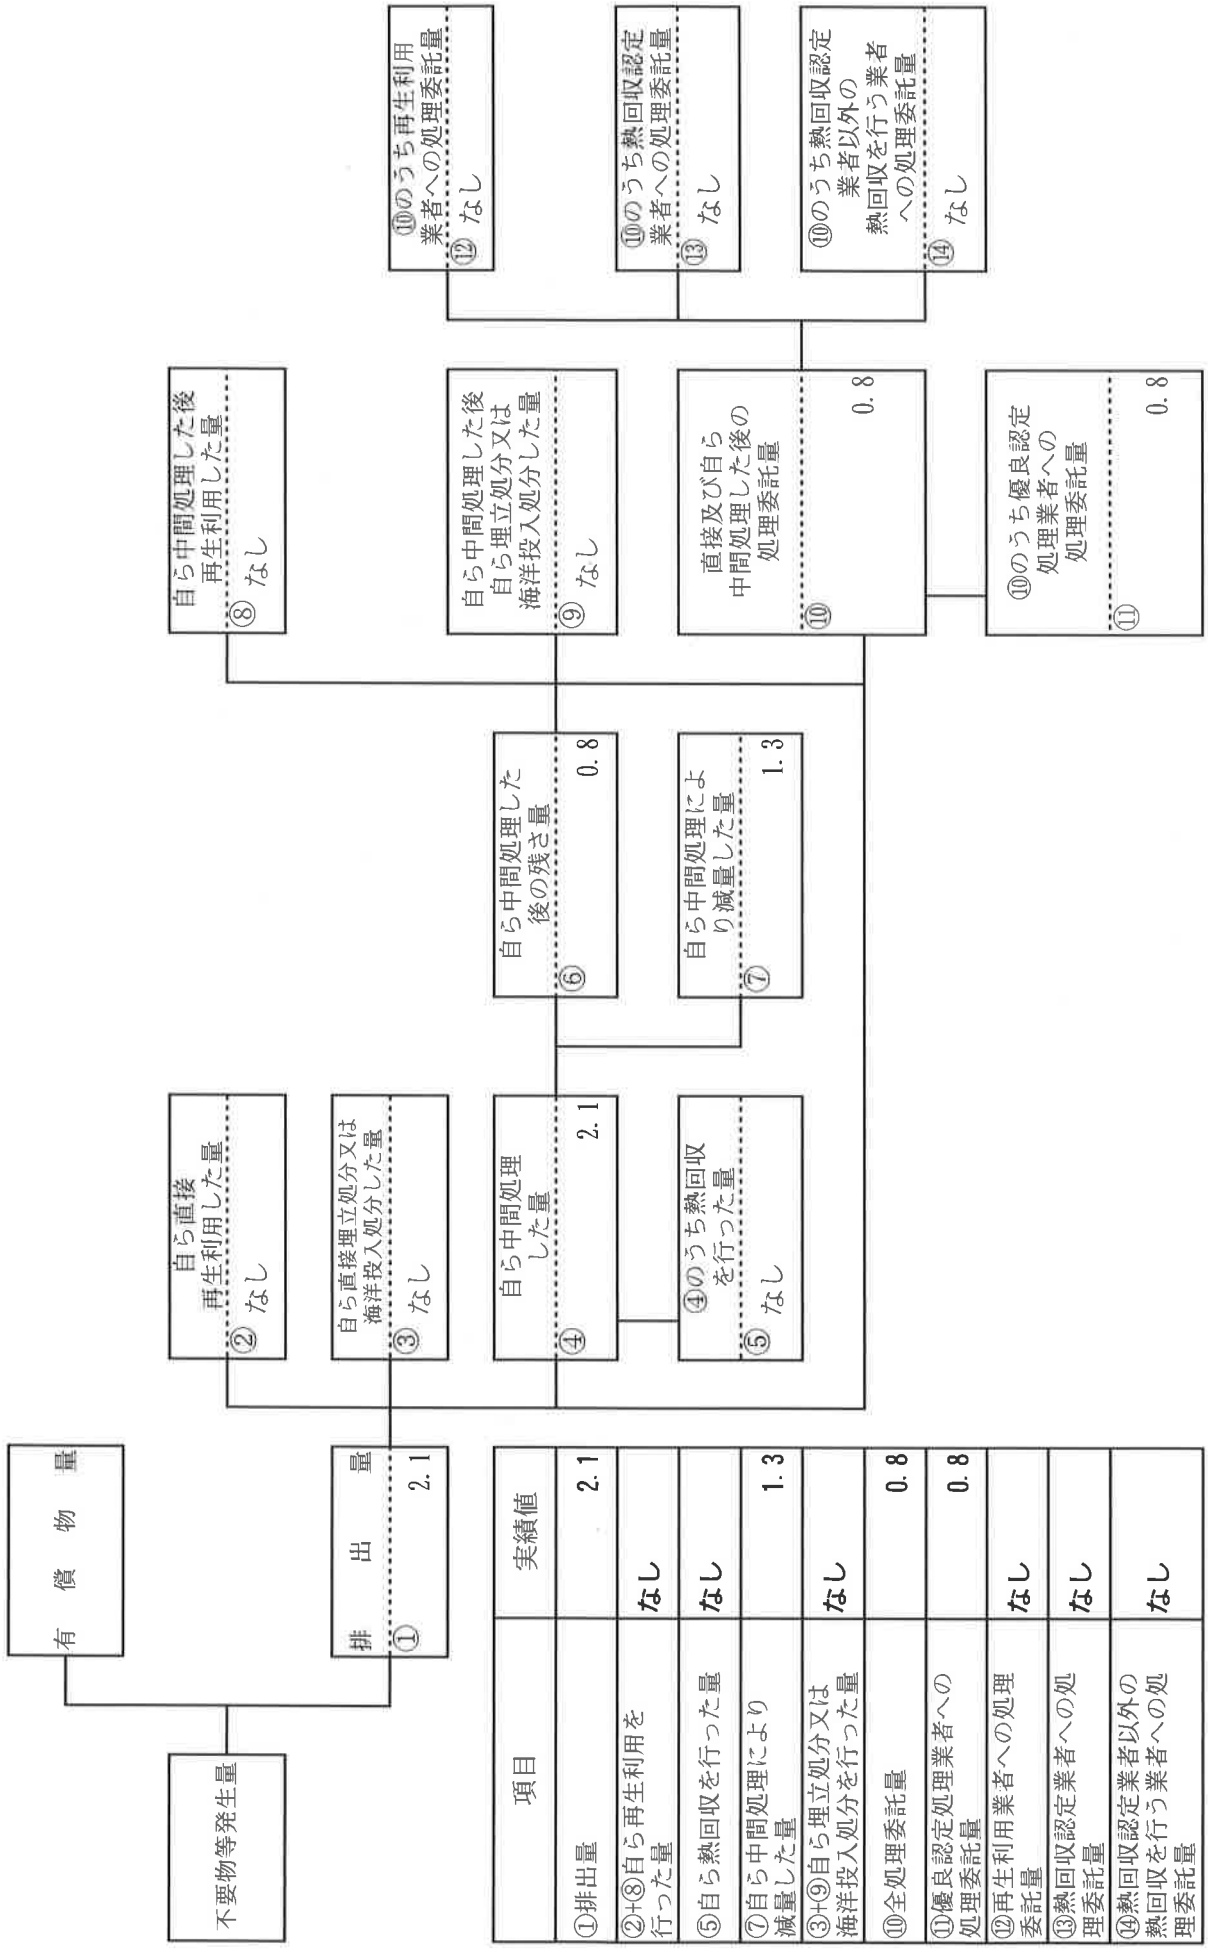 不要物等発生量
有償物量
排出量
① 2.1
自ら直接
再生利用した量
② なし
自ら直接埋立処分又は
海洋投入処分した量
③ なし
自ら中間処理
した量
④ 2.1
④のうち熱回収
を行った量
⑤ なし
自ら中間処理した
後の残さ量
⑥ 0.8
自ら中間処理によ
り減量した量
⑦ 1.3
自ら中間処理した後
再生利用した量
⑧ なし
自ら中間処理した後
自ら埋立処分又は
海洋投入処分した量
⑨ なし
直接及び自ら
中間処理した後の
処理委託量
⑩ 0.8
⑩のうち優良認定
処理業者への
処理委託量
⑪ 0.8
⑩のうち再生利用
業者への処理委託量
⑫ なし
⑩のうち熱回収認定
業者への処理委託量
⑬ なし
⑩のうち熱回収認定
業者以外の
熱回収を行う業者
への処理委託量
⑭ なし
項目 実績値
①排出量 2.1
②+⑧自ら再生利用を
行った量 なし
⑤自ら熱回収を行った量 なし
⑦自ら中間処理により
減量した量 1.3
③+⑨自ら埋立処分又は
海洋投入処分を行った量 なし
⑩全処理委託量 0.8
⑪優良認定処理業者への
処理委託量 0.8
⑫再生利用業者への処理
委託量 なし
⑬熱回収認定業者への処
理委託量 なし
⑭熱回収認定業者以外の
熱回収を行う業者への処
理委託量 なし